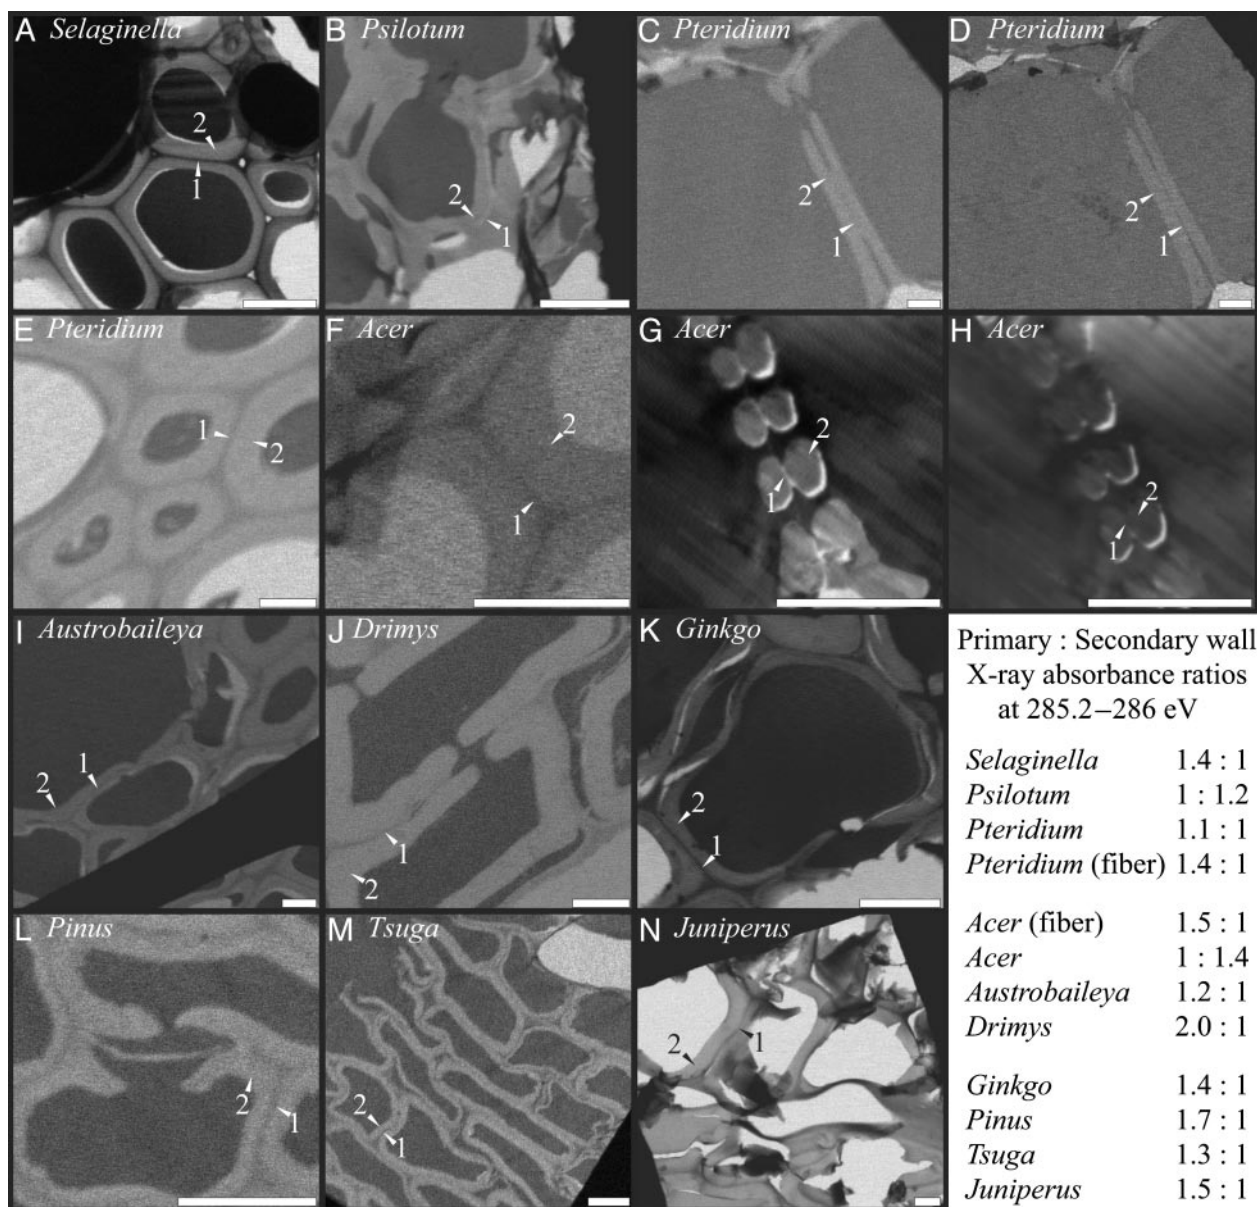 A Selaginella
2
1
B Psilotum
2
1
C Pteridium
2
1
D Pteridium
2
1
E Pteridium
1
2
F Acer
2
1
G Acer
2
1
H Acer
2
1
I Austrobaileya
1
2
J Drimys
1
2
K Ginkgo
2
1
Primary : Secondary wall
X-ray absorbance ratios
at 285.2–286 eV
Selaginella 1.4 : 1
Psilotum 1 : 1.2
Pteridium 1.1 : 1
Pteridium (fiber) 1.4 : 1
Acer (fiber) 1.5 : 1
Acer 1 : 1.4
Austrobaileya 1.2 : 1
Drimys 2.0 : 1
Ginkgo 1.4 : 1
Pinus 1.7 : 1
Tsuga 1.3 : 1
Juniperus 1.5 : 1
L Pinus
2
1
M Tsuga
2
1
N Juniperus
2
1